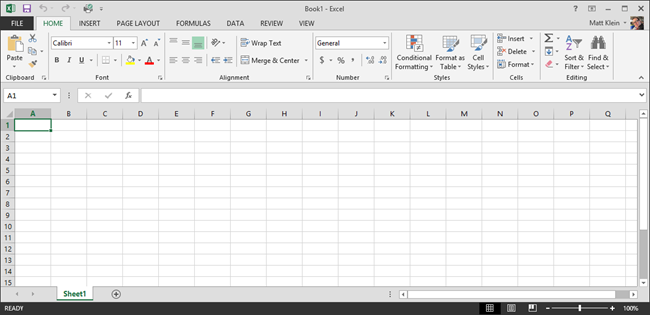 Book1 - Excel
FILE HOME INSERT PAGE LAYOUT FORMULAS DATA REVIEW VIEW Matt Klein
Calibri 11 Wrap Text General Insert
Paste B I U A Merge & Center $ % , Conditional Formatting Format as Table Cell Styles Delete Sort & Filter Find & Select
Format
Clipboard Font Alignment Number Styles Cells Editing
A1 fx
A B C D E F G H I J K L M N O P Q
1
2
3
4
5
6
7
8
9
10
11
12
13
14
15
Sheet1
READY 100%